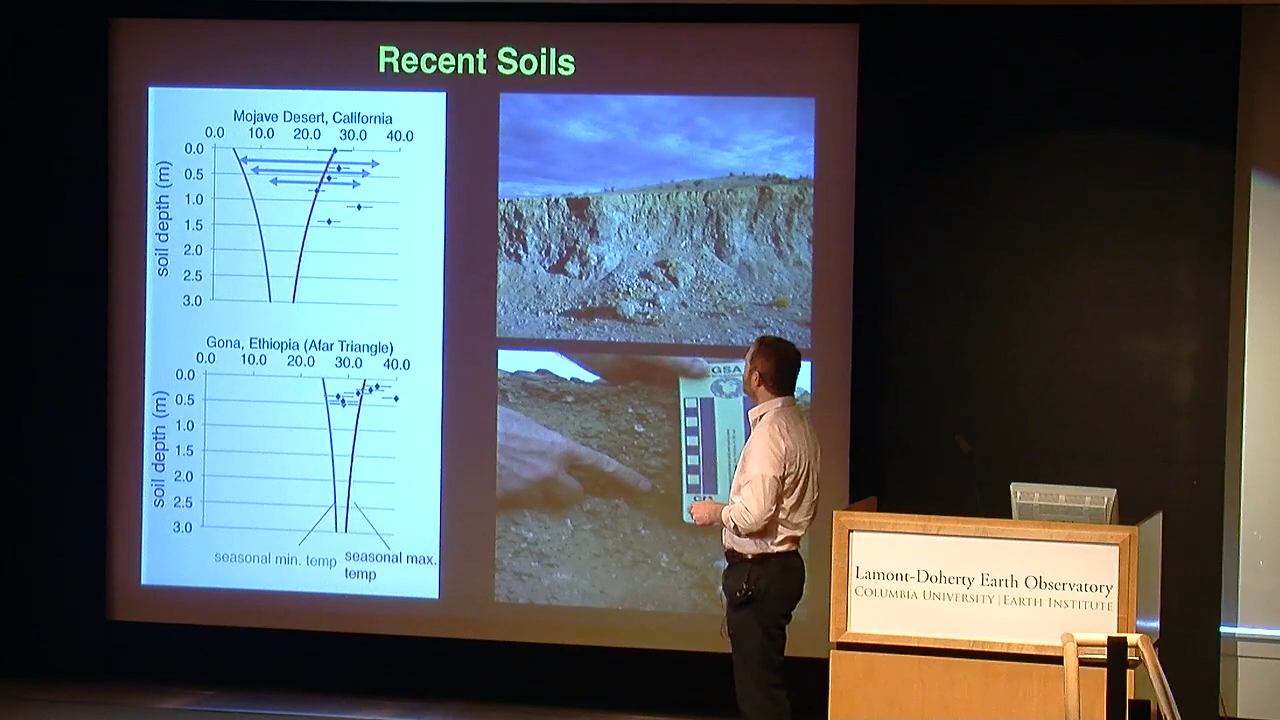 Recent Soils
Mojave Desert, California
0.0 10.0 20.0 30.0 40.0
0.0
0.5
1.0
1.5
2.0
2.5
3.0
soil depth (m)
Gona, Ethiopia (Afar Triangle)
0.0 10.0 20.0 30.0 40.0
0.0
0.5
1.0
1.5
2.0
2.5
3.0
soil depth (m)
seasonal min. temp
seasonal max.
temp
GSA
Lamont-Doherty Earth Observatory
COLUMBIA UNIVERSITY | EARTH INSTITUTE